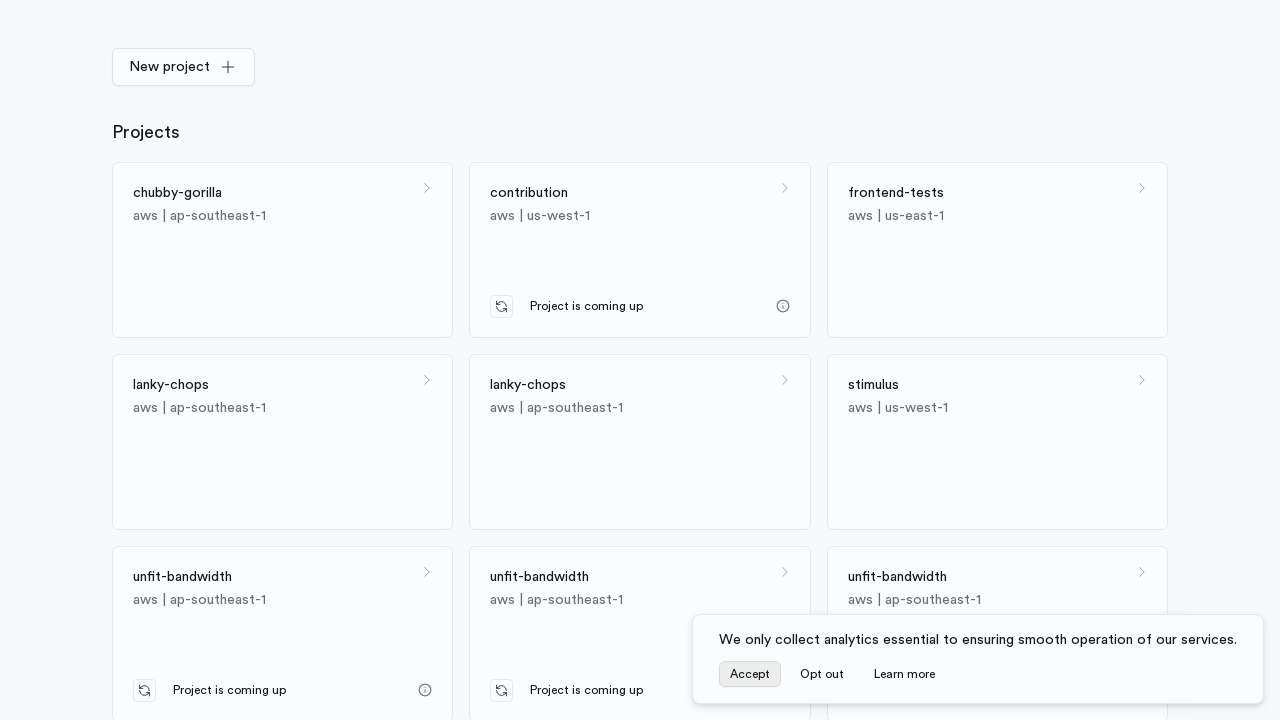 New project
Projects
chubby-gorilla
aws | ap-southeast-1
contribution
aws | us-west-1
Project is coming up
frontend-tests
aws | us-east-1
lanky-chops
aws | ap-southeast-1
lanky-chops
aws | ap-southeast-1
stimulus
aws | us-west-1
unfit-bandwidth
aws | ap-southeast-1
Project is coming up
unfit-bandwidth
aws | ap-southeast-1
Project is coming up
unfit-bandwidth
aws | ap-southeast-1
We only collect analytics essential to ensuring smooth operation of our services.
Accept Opt out Learn more